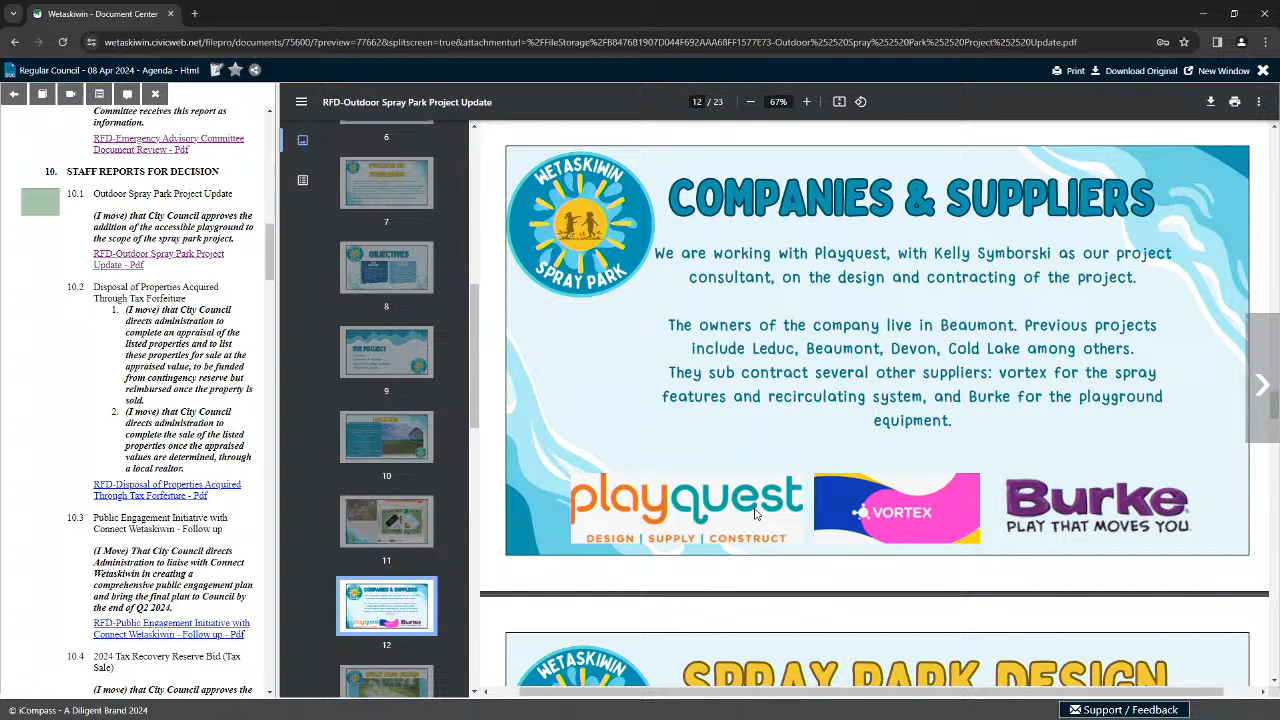 Wetaskiwin - Document C
wetaskiwin.civicweb.net/filepro/documents/75600/?preview=77662&splitscreen=true&attachmenturl=%2FFileStorage%2FB847681907D044F692AAA68FF1577E73-Outdoor%252520Spray%252520Park%252520Project%252520Update.pdf
Regular Council - 08 Apr 2024 - Agenda - Html
Print
Download Original
New Window
Committee receives this report as
information.
RFD-Emergency Advisory Committee
Document Review - Pdf
10. STAFF REPORTS FOR DECISION
10.1 Outdoor Spray Park Project Update
(I move) that City Council approves the
addition of the accessible playground to
the scope of the spray park project.
RFD-Outdoor Spray Park Project
Update - Pdf
10.2 Disposal of Properties Acquired
Through Tax Forfeiture
1. (I move) that City Council
directs administration to
complete an appraisal of the
listed properties and to list
these properties for sale at the
appraised value, to be funded
from contingency reserve but
reimbursed once the property is
sold.
2. (I move) that City Council
directs administration to
complete the sale of the listed
properties once the appraised
values are determined, through
a local realtor.
RFD-Disposal of Properties Acquired
Through Tax Forfeiture - Pdf
10.3 Public Engagement Initiative with
Connect Wetaskiwin - Follow up
(I Move) That City Council directs
Administration to liaise with Connect
Wetaskiwin in creating a
comprehensive public engagement plan
and bring the final plan to Council by
the end of Q2 2024.
RFD-Public Engagement Initiative with
Connect Wetaskiwin - Follow up - Pdf
10.4 2024 Tax Recovery Reserve Bid (Tax
Sale)
(I move) that City Council approves the
RFD-Outdoor Spray Park Project Update
12 / 23
67%
6
7
OBJECTIVES
8
THE PROJECT
9
LOCATION
10
11
COMPANIES & SUPPLIERS
playquest
Burke
12
SPRAY PARK DESIGN
WETASKIWIN
SPRAY PARK
COMPANIES & SUPPLIERS
We are working with Playquest, with Kelly Symborski as our project
consultant, on the design and contracting of the project.
The owners of the company live in Beaumont. Previous projects
include Leduc, Beaumont, Devon, Cold Lake among others.
They sub contract several other suppliers: vortex for the spray
features and recirculating system, and Burke for the playground
equipment.
playquest
DESIGN | SUPPLY | CONSTRUCT
VORTEX
Burke
PLAY THAT MOVES YOU.
WETASKIWIN
SPRAY PARK DESIGN
© iCompass - A Diligent Brand 2024
Support / Feedback